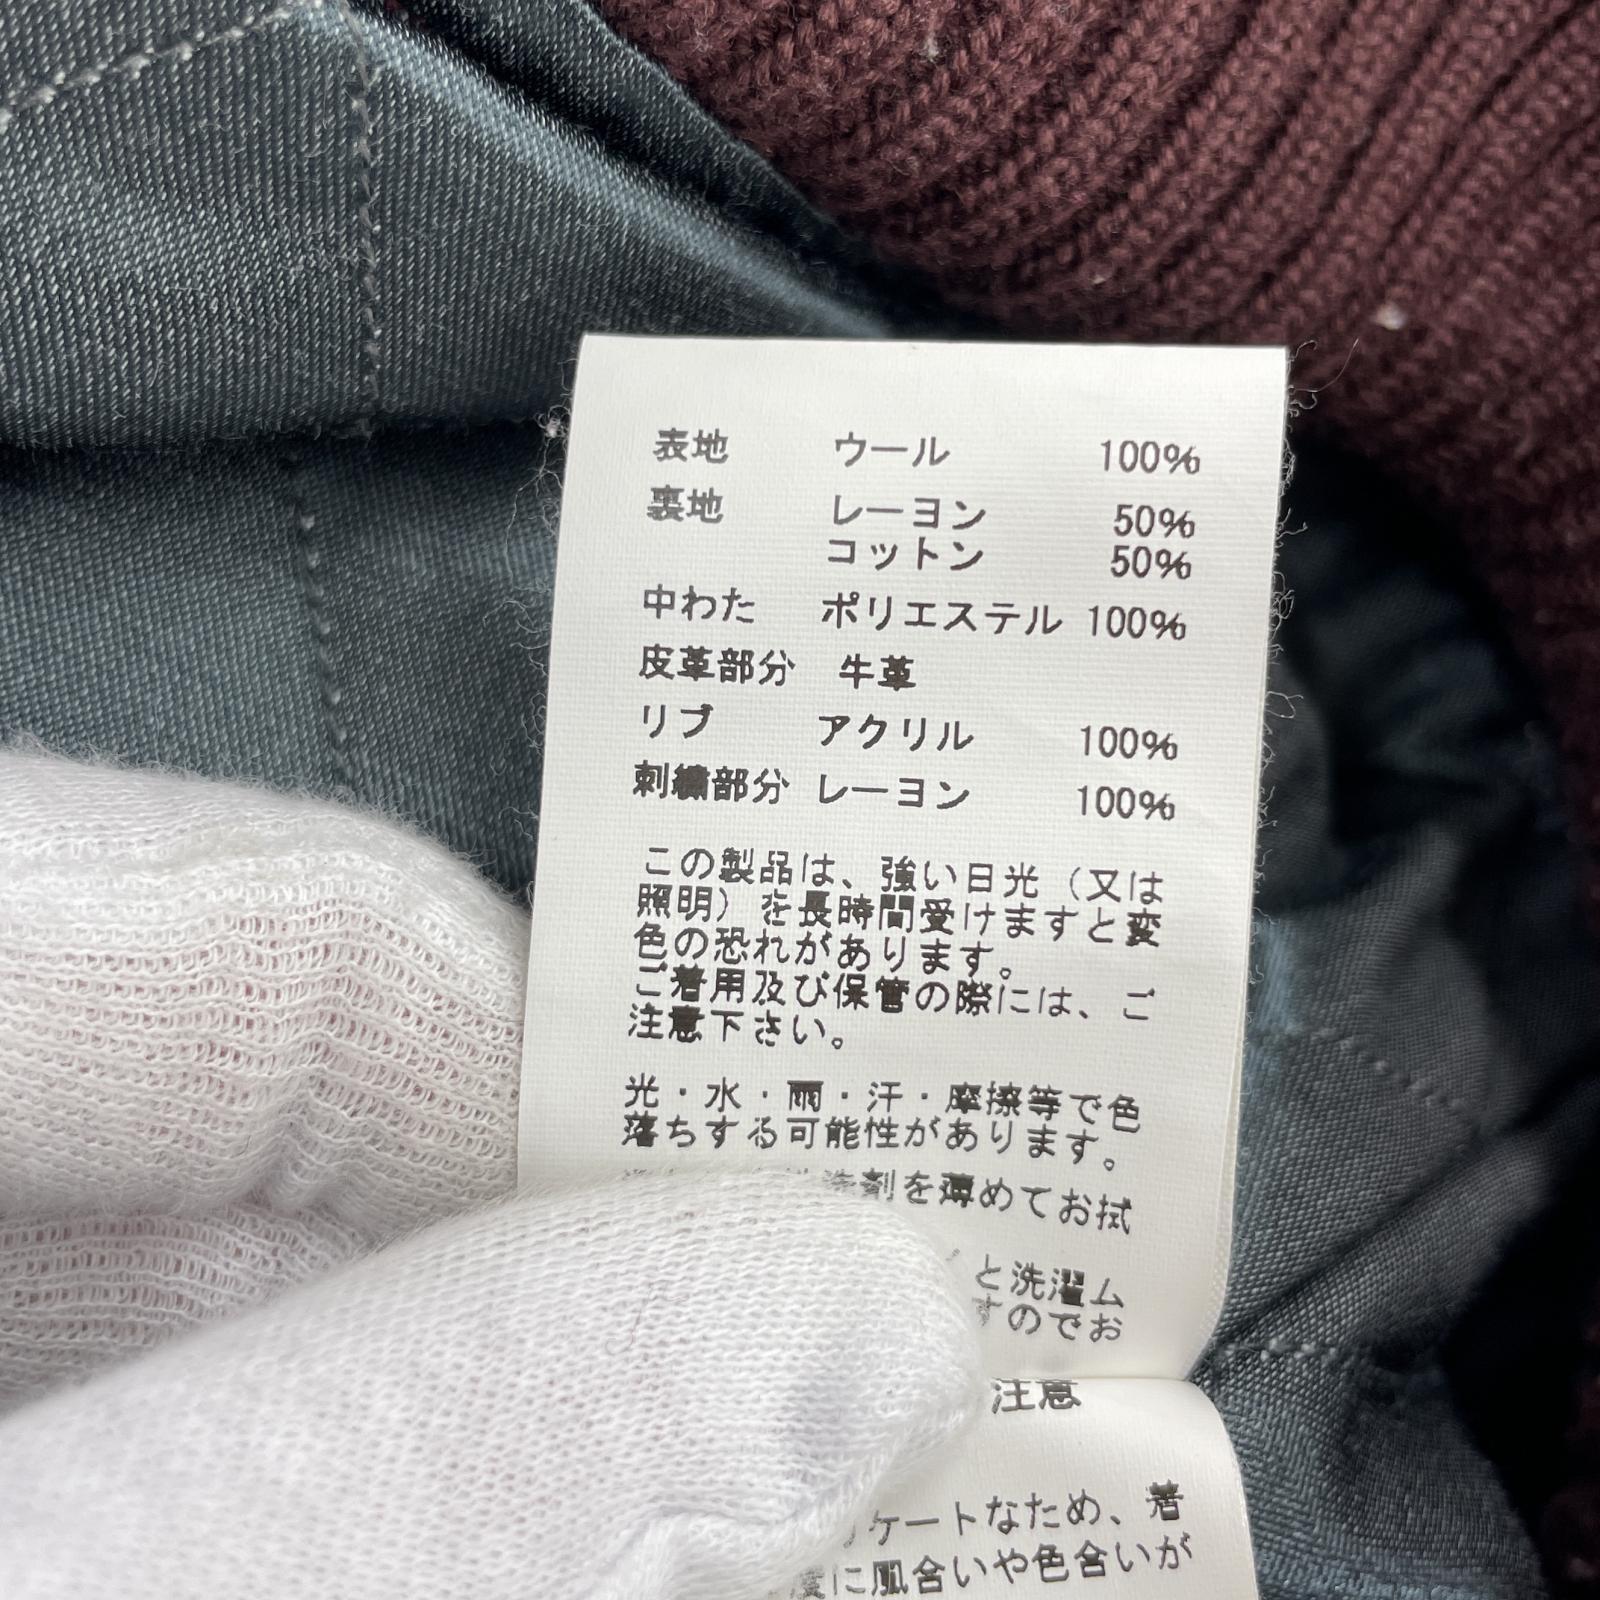 表地 ウール 100%
裏地 レーヨン 50%
コットン 50%
中わた ポリエステル 100%
皮革部分 牛革
リブ アクリル 100%
刺繍部分 レーヨン 100%
この製品は、強い日光（又は
照明）を長時間受けますと変
色の恐れがあります。
ご着用及び保管の際には、ご
注意下さい。
光・水・雨・汗・摩擦等で色
落ちする可能性があります。
洗剤を薄めてお拭
と洗濯ム
すのでお
注意
ケートなため、着
に風合いや色合いが